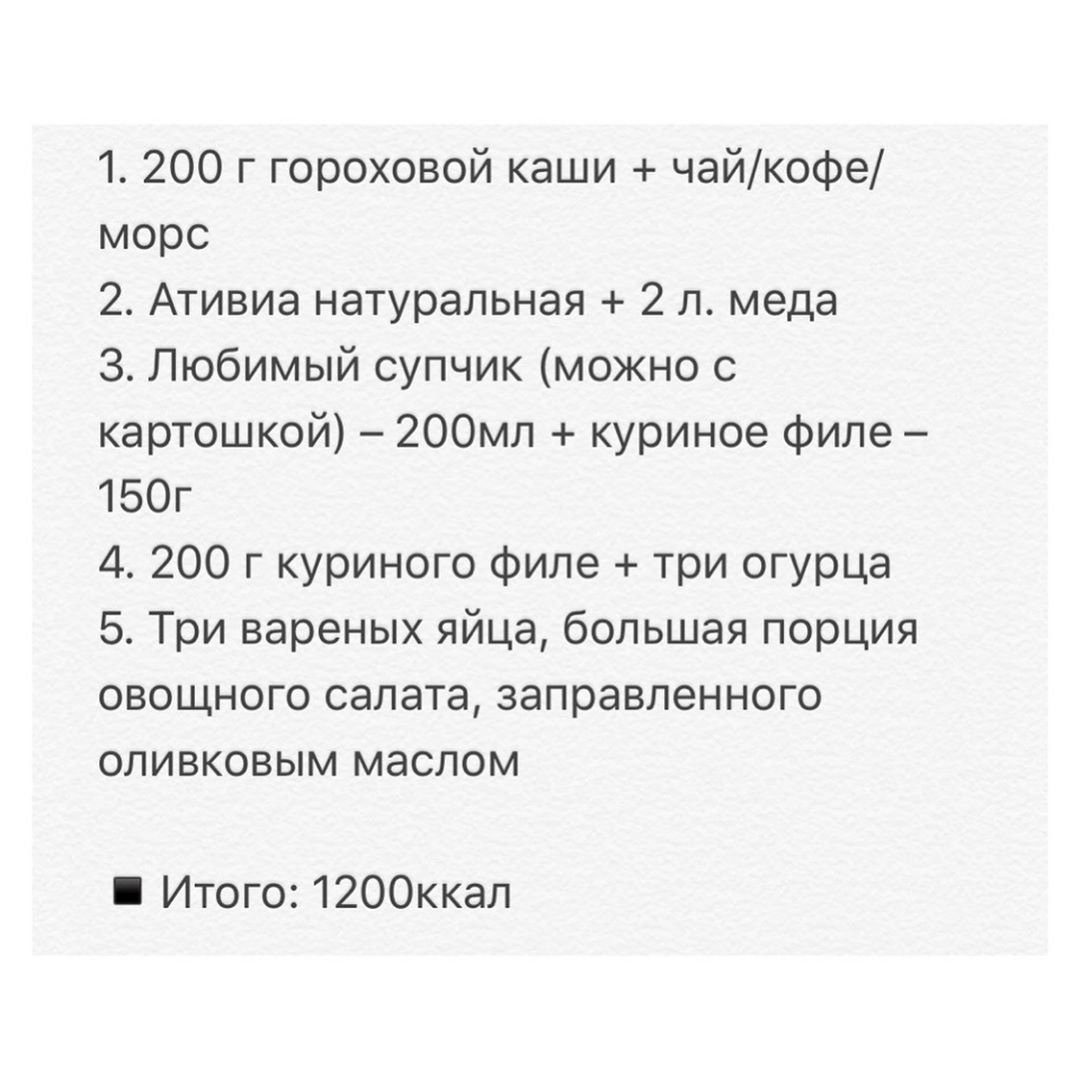 1. 200 г гороховой каши + чай/кофе/
морс
2. Ативиа натуральная + 2 л. меда
3. Любимый супчик (можно с
картошкой) – 200мл + куриное филе –
150г
4. 200 г куриного филе + три огурца
5. Три вареных яйца, большая порция
овощного салата, заправленного
оливковым маслом
◾ Итого: 1200ккал